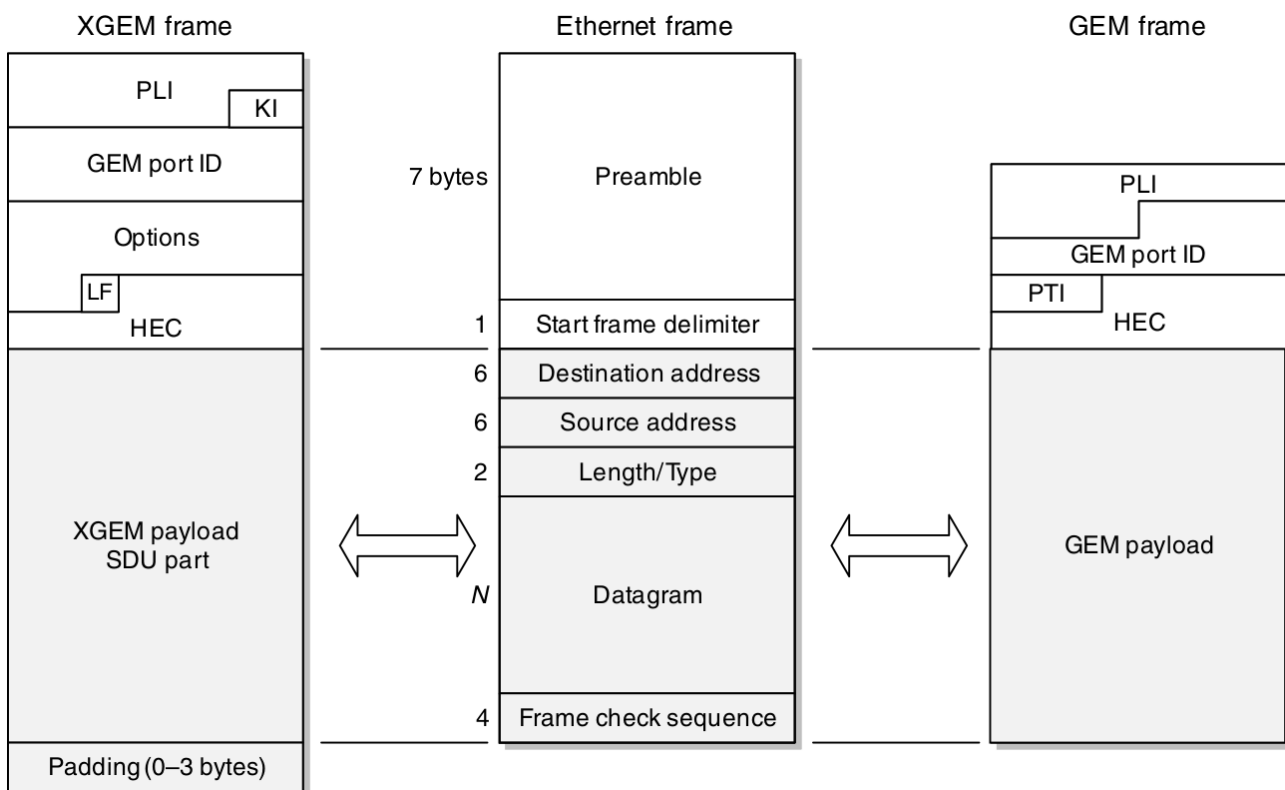 XGEM frame
Ethernet frame
GEM frame
PLI
KI
GEM port ID
Options
LF
HEC
XGEM payload
SDU part
Padding (0–3 bytes)
7 bytes
Preamble
1
Start frame delimiter
6
Destination address
6
Source address
2
Length/Type
N
Datagram
4
Frame check sequence
PLI
GEM port ID
PTI
HEC
GEM payload